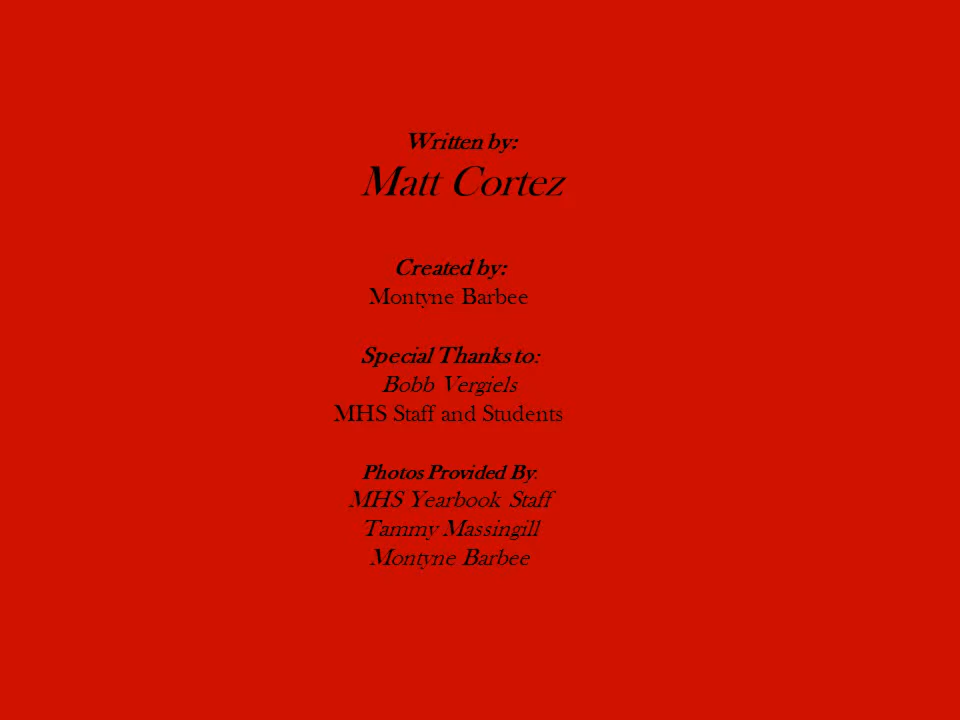 Written by:
Matt Cortez
Created by:
Montyne Barbee
Special Thanks to:
Bobb Vergiels
MHS Staff and Students
Photos Provided By:
MHS Yearbook Staff
Tammy Massingill
Montyne Barbee